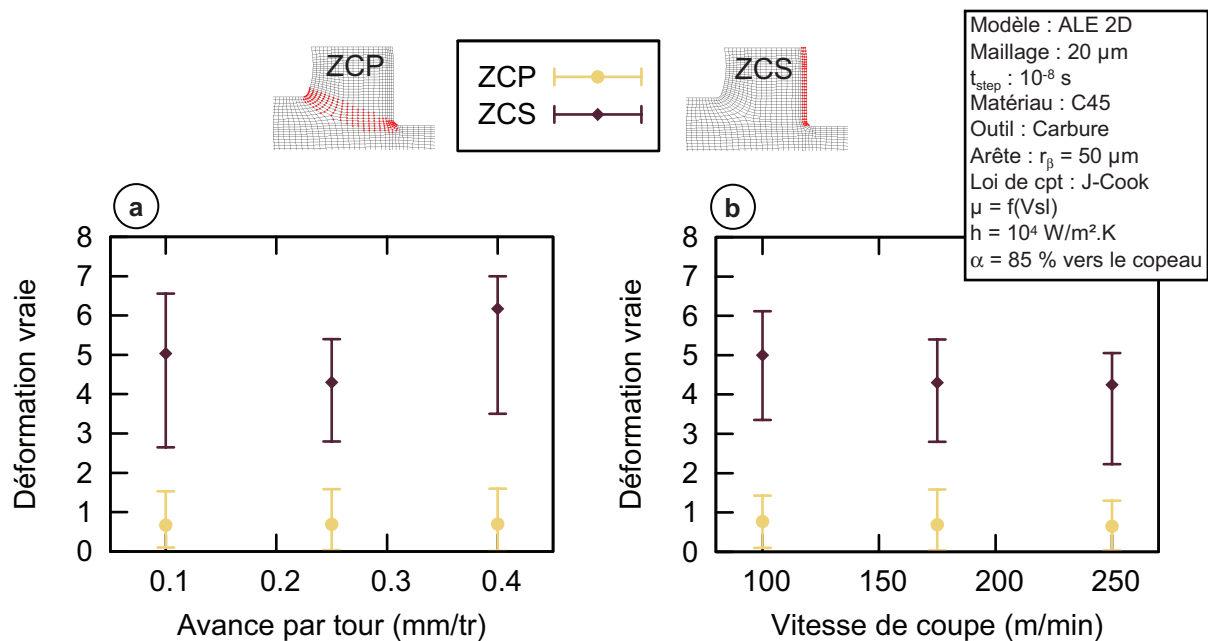 ZCP
ZCP
ZCS
ZCS
Modèle : ALE 2D
Maillage : 20 µm
t_step : 10⁻⁸ s
Matériau : C45
Outil : Carbure
Arête : r_β = 50 µm
Loi de cpt : J-Cook
µ = f(Vsl)
h = 10⁴ W/m².K
α = 85 % vers le copeau
a
8
7
6
5
4
3
2
1
0
Déformation vraie
0.1 0.2 0.3 0.4
Avance par tour (mm/tr)
b
8
7
6
5
4
3
2
1
0
Déformation vraie
100 150 200 250
Vitesse de coupe (m/min)